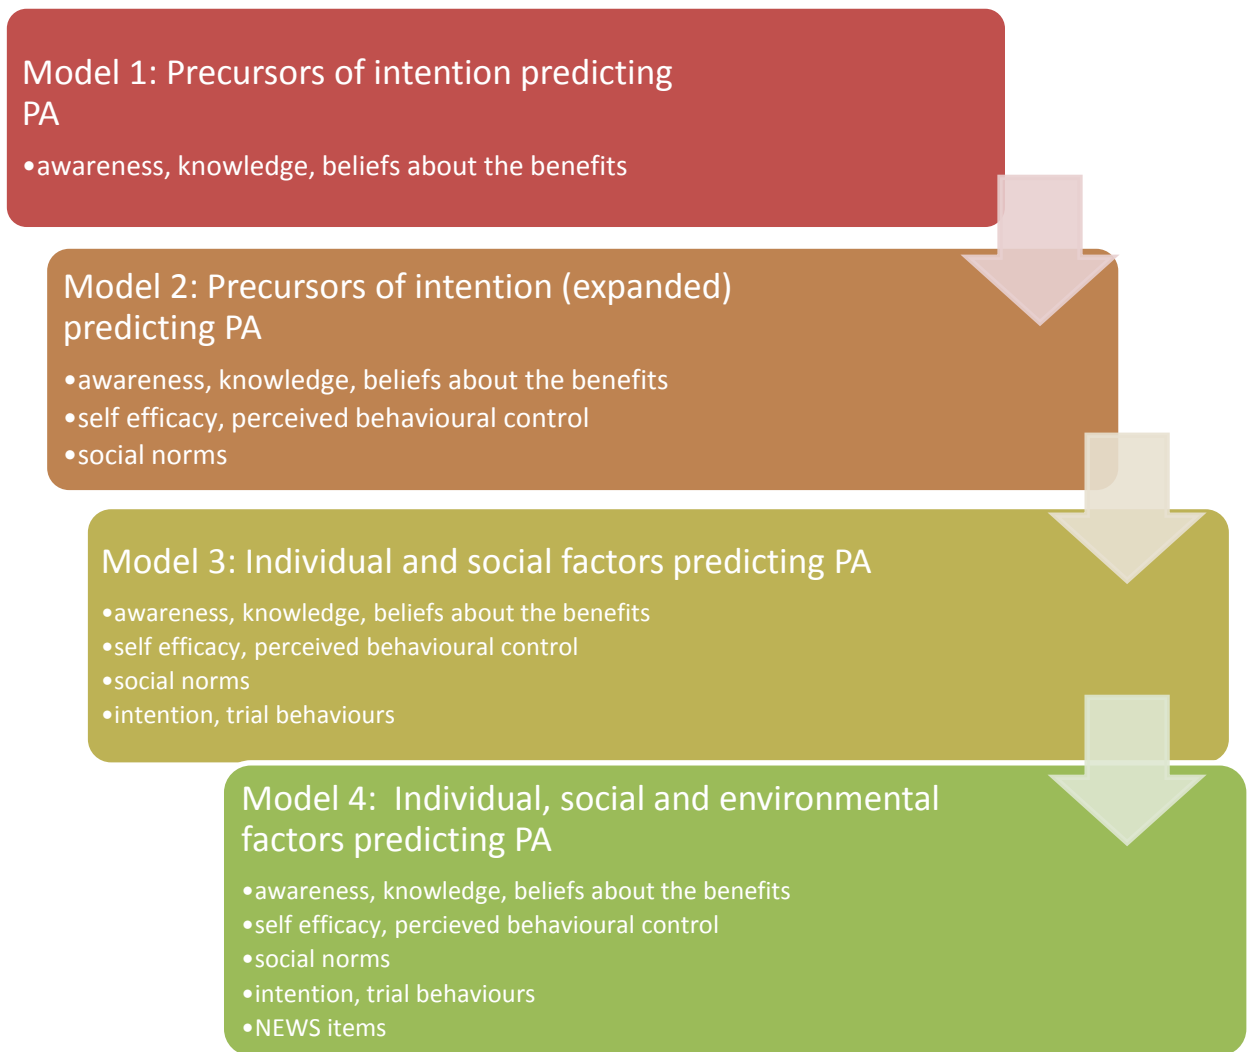 Model 1: Precursors of intention predicting
PA
•awareness, knowledge, beliefs about the benefits
Model 2: Precursors of intention (expanded)
predicting PA
•awareness, knowledge, beliefs about the benefits
•self efficacy, perceived behavioural control
•social norms
Model 3: Individual and social factors predicting PA
•awareness, knowledge, beliefs about the benefits
•self efficacy, perceived behavioural control
•social norms
•intention, trial behaviours
Model 4:  Individual, social and environmental
factors predicting PA
•awareness, knowledge, beliefs about the benefits
•self efficacy, percieved behavioural control
•social norms
•intention, trial behaviours
•NEWS items